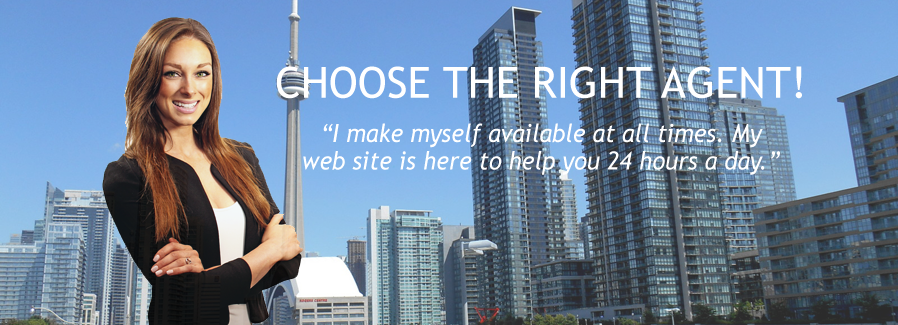 CHOOSE THE RIGHT AGENT!
“I make myself available at all times. My
web site is here to help you 24 hours a day.”